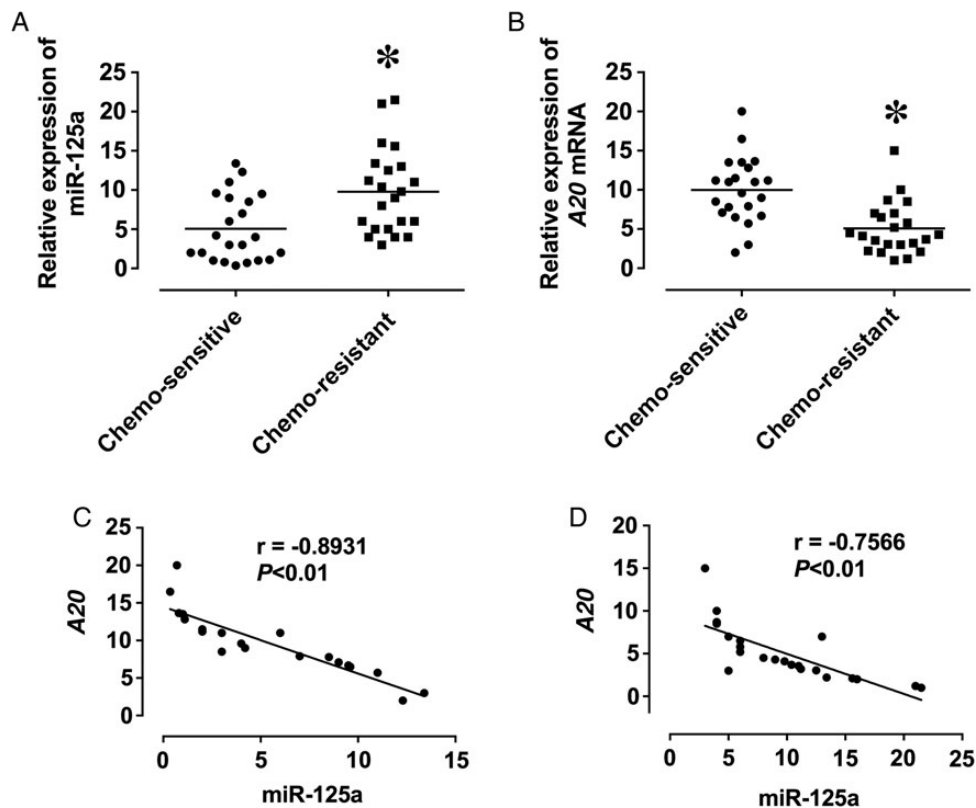 A
Relative expression of
miR-125a
25
20
15
10
5
0
*
Chemo-sensitive
Chemo-resistant
B
Relative expression of
A20 mRNA
25
20
15
10
5
0
*
Chemo-sensitive
Chemo-resistant
C
A20
25
20
15
10
5
0
r = -0.8931
P<0.01
0 5 10 15
miR-125a
D
A20
20
15
10
5
0
r = -0.7566
P<0.01
0 5 10 15 20 25
miR-125a